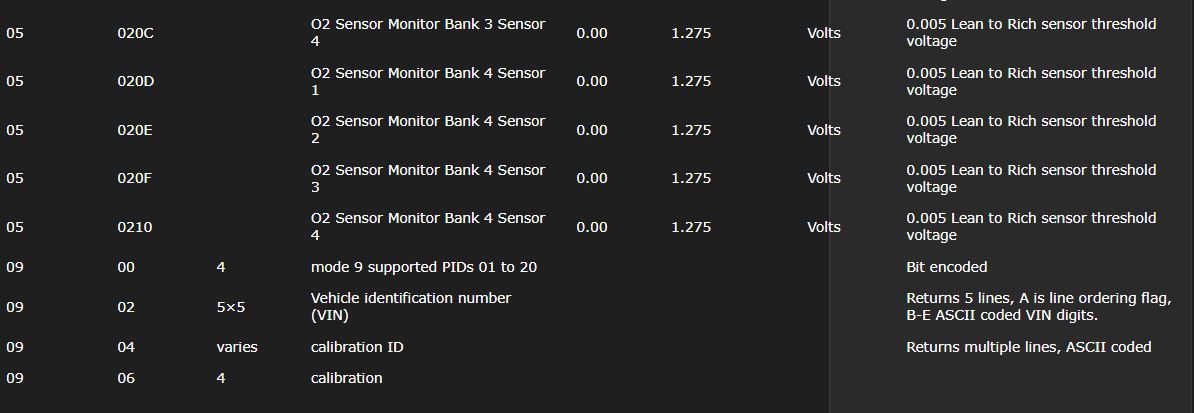 05 020C O2 Sensor Monitor Bank 3 Sensor 4 0.00 1.275 Volts 0.005 Lean to Rich sensor threshold voltage
05 020D O2 Sensor Monitor Bank 4 Sensor 1 0.00 1.275 Volts 0.005 Lean to Rich sensor threshold voltage
05 020E O2 Sensor Monitor Bank 4 Sensor 2 0.00 1.275 Volts 0.005 Lean to Rich sensor threshold voltage
05 020F O2 Sensor Monitor Bank 4 Sensor 3 0.00 1.275 Volts 0.005 Lean to Rich sensor threshold voltage
05 0210 O2 Sensor Monitor Bank 4 Sensor 4 0.00 1.275 Volts 0.005 Lean to Rich sensor threshold voltage
09 00 4 mode 9 supported PIDs 01 to 20 Bit encoded
09 02 5×5 Vehicle identification number (VIN) Returns 5 lines, A is line ordering flag, B-E ASCII coded VIN digits.
09 04 varies calibration ID Returns multiple lines, ASCII coded
09 06 4 calibration